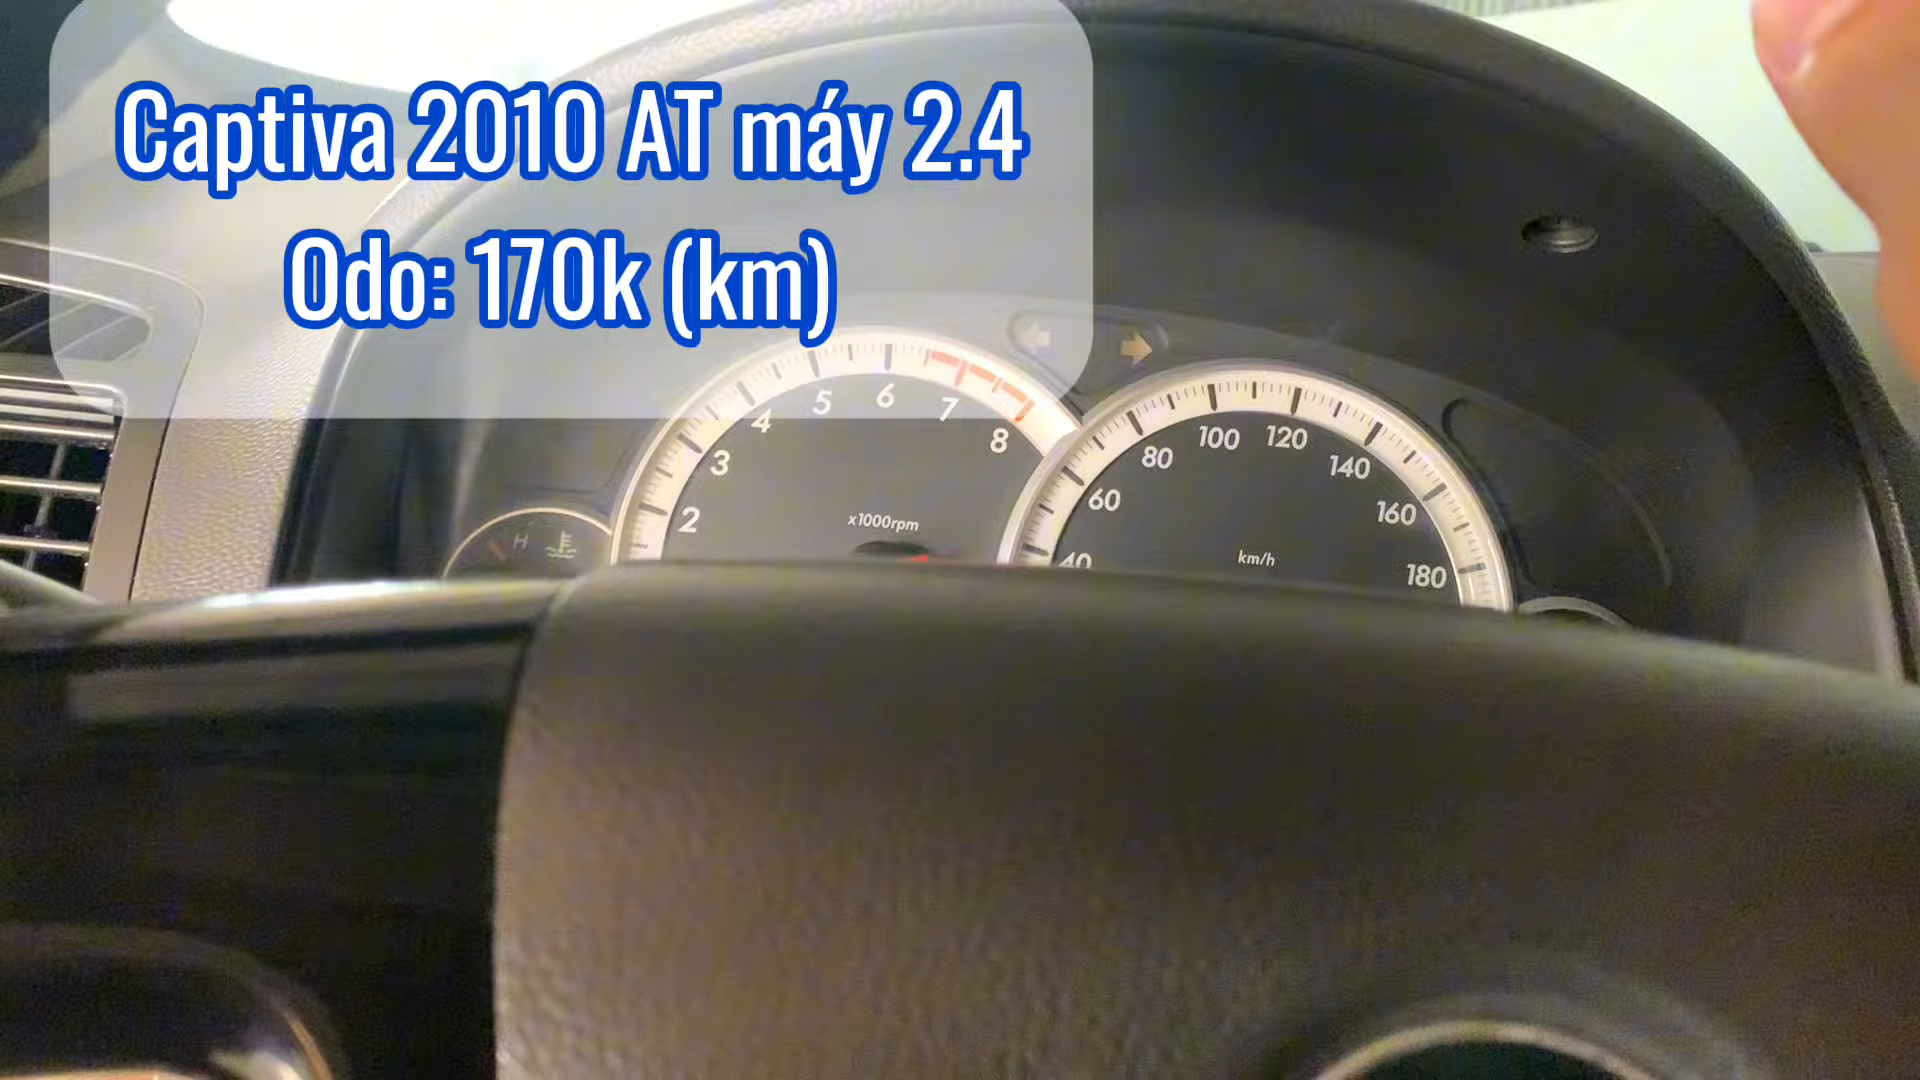 Captiva 2010 AT máy 2.4
Odo: 170k (km)
2 3 4 5 6 7 8
x1000rpm
H
40 60 80 100 120 140 160 180
km/h